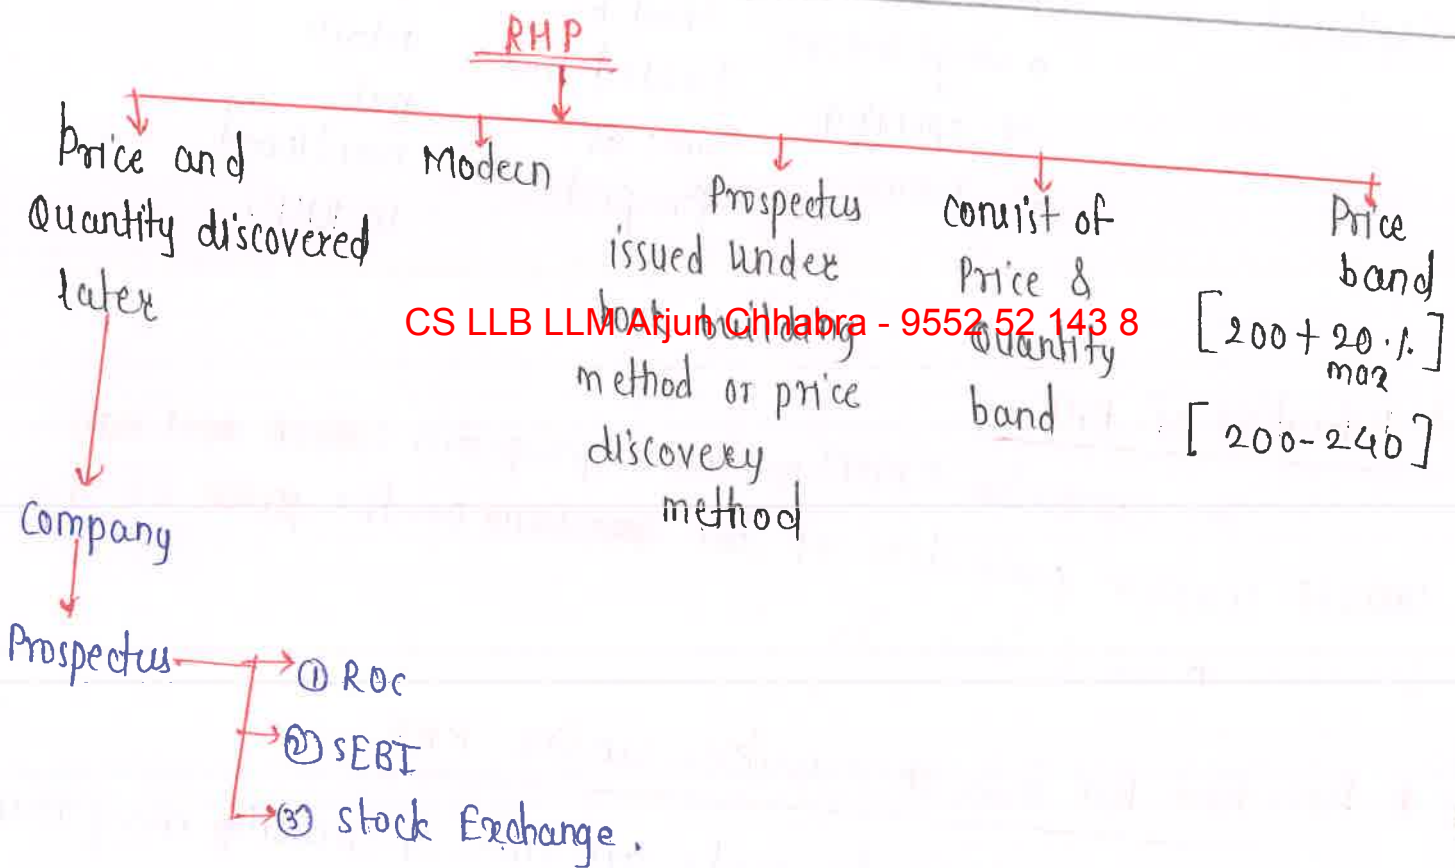 RHP
Price and
Quantity discovered
later
Modern
Prospectus
issued under
book building
method or price
discovery
method
consist of
Price &
Quantity
band
Price
band
[200 + 20%]
max
[200-240]
CS LLB LLM Arjun Chhabra - 9552 52 143 8
Company
Prospectus
① ROC
② SEBI
③ Stock Exchange.